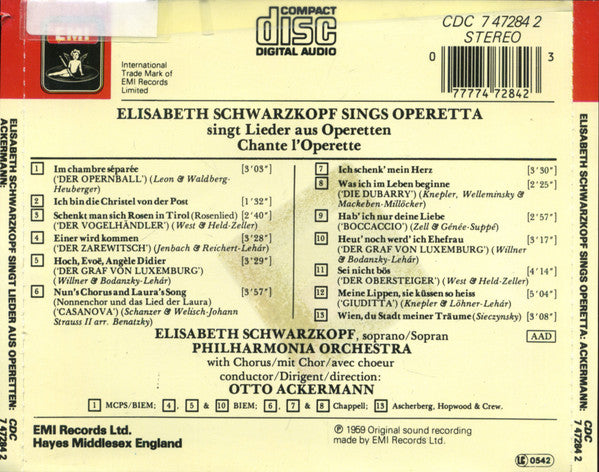 EMI
International
Trade Mark of
EMI Records
Limited
COMPACT
disc
DIGITAL AUDIO
CDC 7 47284 2
STEREO
0 77774 72842 3
ELISABETH SCHWARZKOPF SINGS OPERETTA
singt Lieder aus Operetten
Chante l'Operette
1 Im chambre séparée [3'03"]
('DER OPERNBALL') (Leon & Waldberg-
Heuberger)
2 Ich bin die Christel von der Post [1'32"]
3 Schenkt man sich Rosen in Tirol (Rosenlied) [2'40"]
('DER VOGELHÄNDLER') (West & Held-Zeller)
4 Einer wird kommen [3'28"]
('DER ZAREWITSCH') (Jenbach & Reichert-Lehár)
5 Hoch, Evoë, Angèle Didier [3'29"]
('DER GRAF VON LUXEMBURG')
(Willner & Bodanzky-Lehár)
6 Nun's Chorus and Laura's Song [3'57"]
(Nonnenchor und das Lied der Laura)
('CASANOVA') (Schanzer & Welisch-Johann
Strauss II arr. Benatzky)
7 Ich schenk' mein Herz [3'30"]
8 Was ich im Leben beginne [2'25"]
('DIE DUBARRY') (Knepler, Welleminsky &
Mackeben-Millöcker)
9 Hab' ich nur deine Liebe [2'57"]
('BOCCACCIO') (Zell & Génée-Suppé)
10 Heut' noch werd' ich Ehefrau [3'17"]
('DER GRAF VON LUXEMBURG') (Willner
& Bodanzky-Lehár)
11 Sei nicht bös [4'14"]
('DER OBERSTEIGER') (West & Held-Zeller)
12 Meine Lippen, sie küssen so heiss [5'04"]
('GIUDITTA') (Knepler & Löhner-Lehár)
13 Wien, du Stadt meiner Träume (Sieczynsky) [3'08"]
ELISABETH SCHWARZKOPF, soprano/Sopran
AAD
PHILHARMONIA ORCHESTRA
with Chorus/mit Chor/avec choeur
conductor/Dirigent/direction:
OTTO ACKERMANN
1 MCPS/BIEM; 4, 5 & 10 BIEM; 6, 7 & 8 Chappell; 13 Ascherberg, Hopwood & Crew.
EMI Records Ltd.
Hayes Middlesex England
℗ 1959 Original sound recording
made by EMI Records Ltd.
LC 0542
ELISABETH SCHWARZKOPF SINGT LIEDER AUS OPERETTEN: ACKERMANN: CDC 7 47284 2
ELISABETH SCHWARZKOPF SINGS OPERETTA: ACKERMANN: CDC 7 47284 2